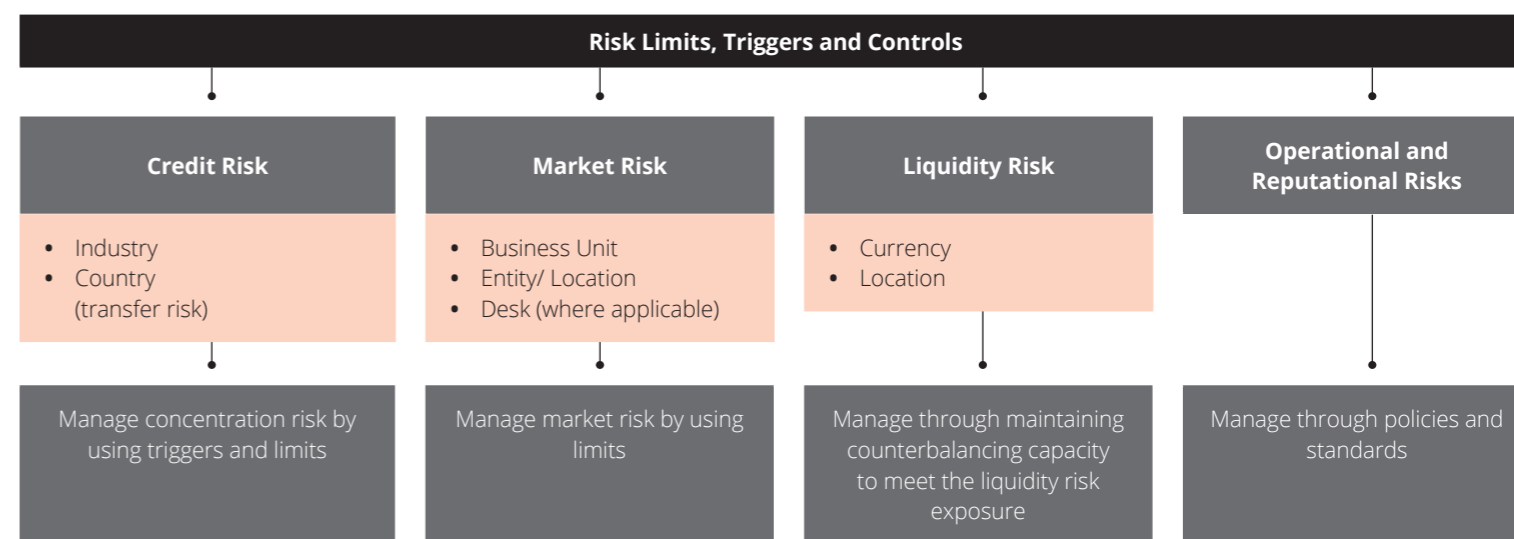 Risk Limits, Triggers and Controls
Credit Risk
• Industry
• Country
(transfer risk)
Manage concentration risk by
using triggers and limits
Market Risk
• Business Unit
• Entity/ Location
• Desk (where applicable)
Manage market risk by using
limits
Liquidity Risk
• Currency
• Location
Manage through maintaining
counterbalancing capacity
to meet the liquidity risk
exposure
Operational and
Reputational Risks
Manage through policies and
standards